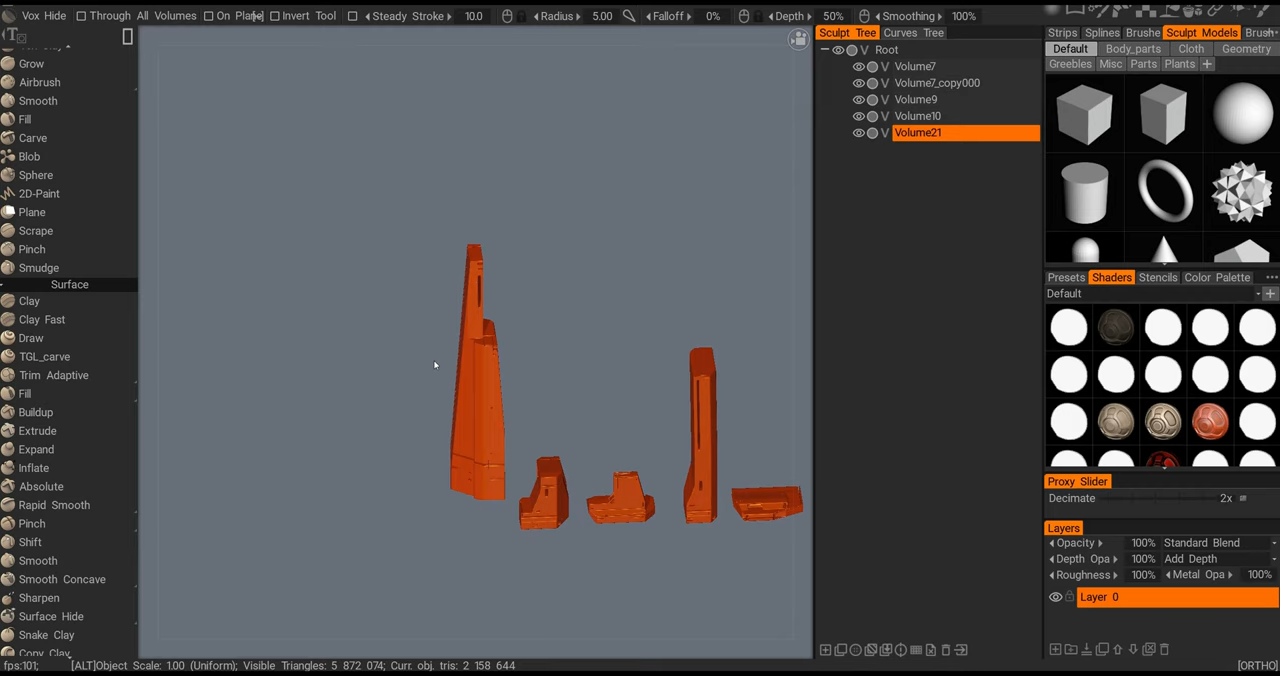 Vox Hide Through All Volumes On Plane Invert Tool Steady Stroke 10.0 Radius 5.00 Falloff 0% Depth 50% Smoothing 100%
Grow
Airbrush
Smooth
Fill
Carve
Blob
Sphere
2D-Paint
Plane
Scrape
Pinch
Smudge
Surface
Clay
Clay Fast
Draw
TGL_carve
Trim Adaptive
Fill
Buildup
Extrude
Expand
Inflate
Absolute
Rapid Smooth
Pinch
Shift
Smooth
Smooth Concave
Sharpen
Surface Hide
Snake Clay
Copy Clay
Sculpt Tree Curves Tree
Root
Volume7
Volume7_copy000
Volume9
Volume10
Volume21
Strips Splines Brushe Sculpt Models Brush
Default Body_parts Cloth Geometry
Greebles Misc Parts Plants +
Presets Shaders Stencils Color Palette
Default
Proxy Slider
Decimate 2x
Layers
Opacity 100% Standard Blend
Depth Opa 100% Add Depth
Roughness 100% Metal Opa 100%
Layer 0
fps:101; [ALT]Object Scale: 1.00 (Uniform); Visible Triangles: 5 872 074; Curr. obj. tris: 2 158 644 [ORTHO]